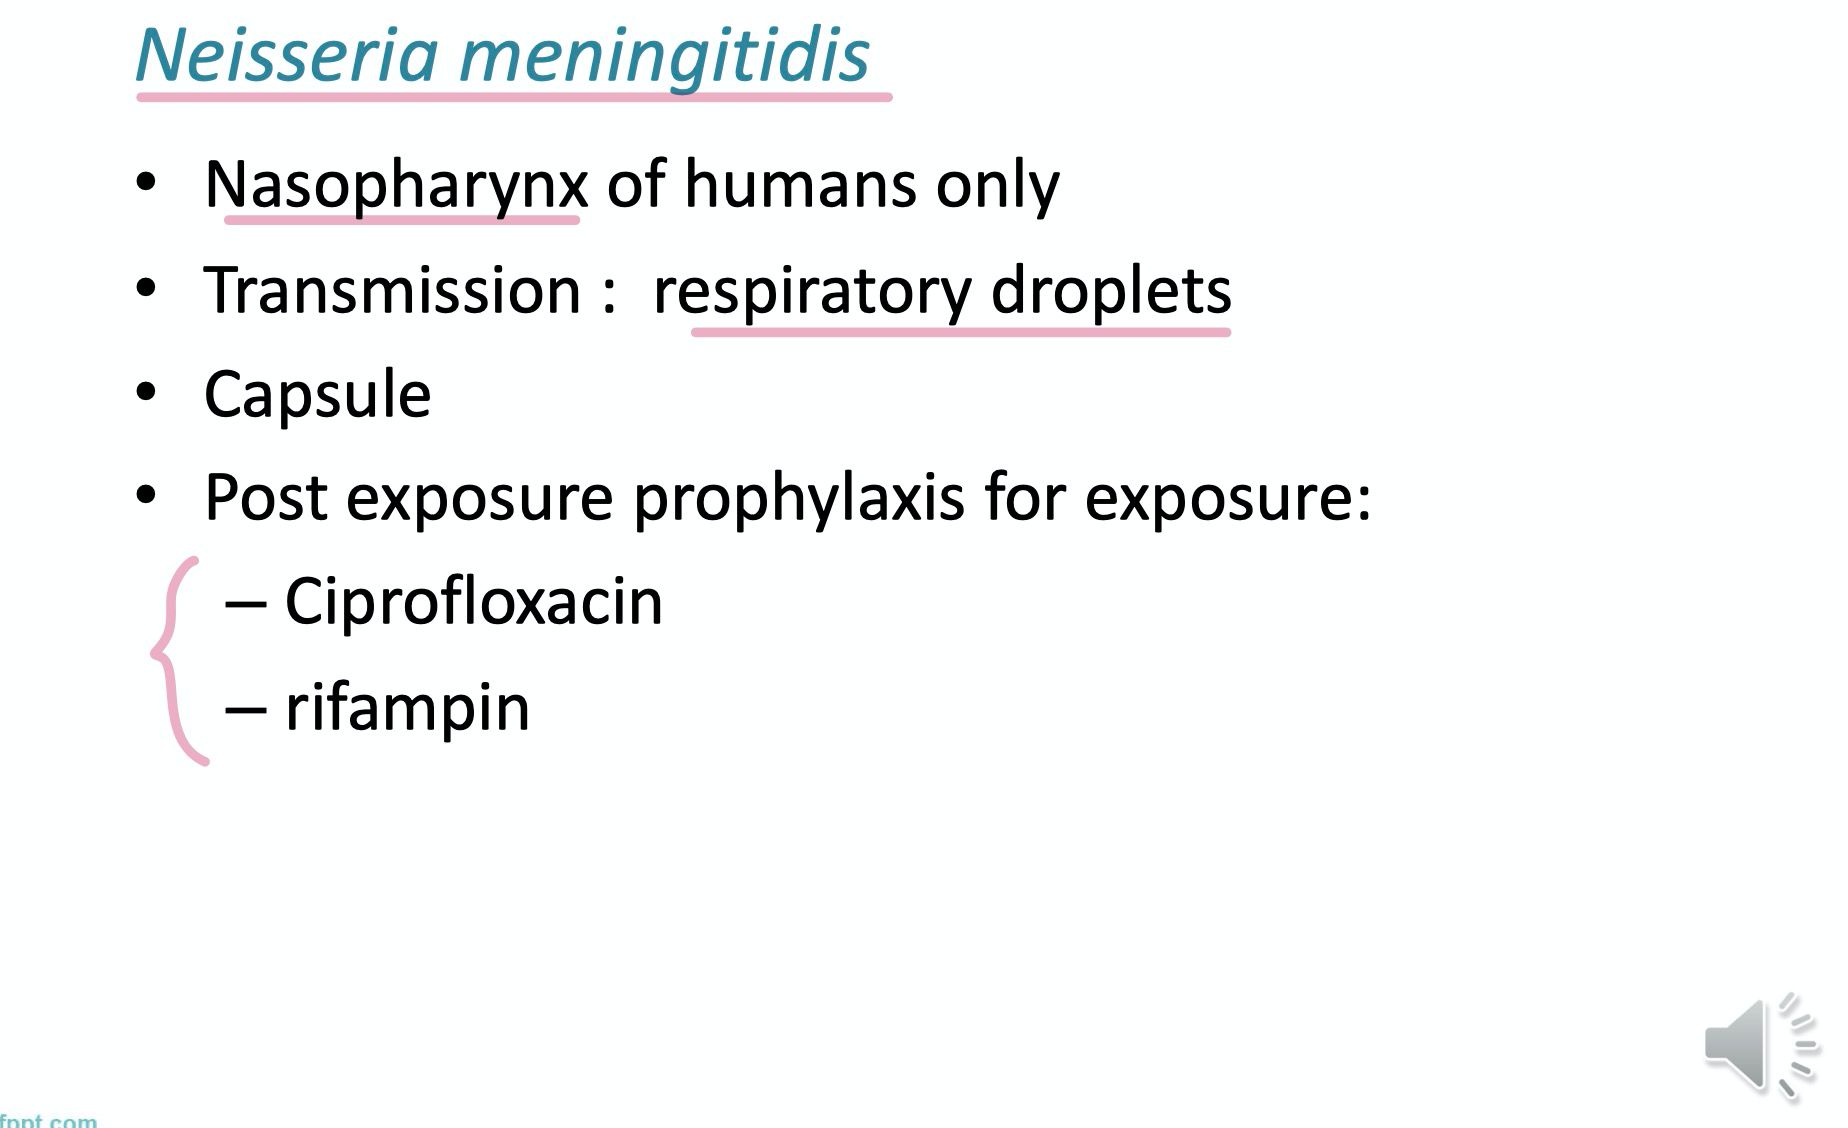 Neisseria meningitidis
• Nasopharynx of humans only
• Transmission : respiratory droplets
• Capsule
• Post exposure prophylaxis for exposure:
– Ciprofloxacin
– rifampin
fppt.com